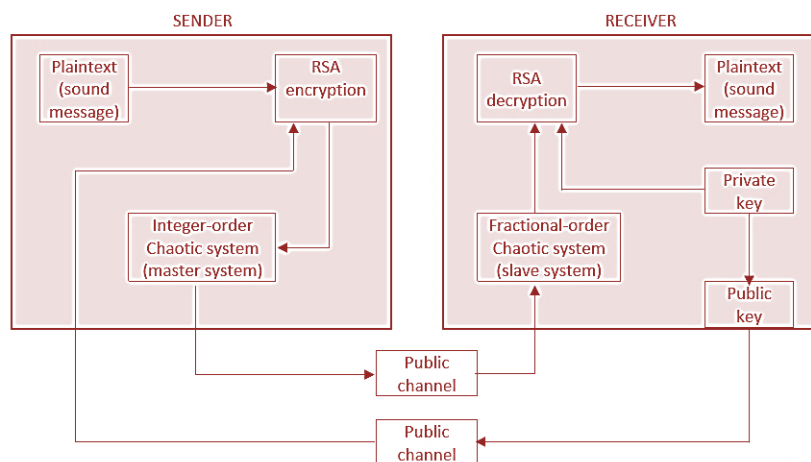 SENDER
RECEIVER
Plaintext
(sound
message)
RSA
encryption
RSA
decryption
Plaintext
(sound
message)
Private
key
Integer-order
Chaotic system
(master system)
Fractional-order
Chaotic system
(slave system)
Public
key
Public
channel
Public
channel